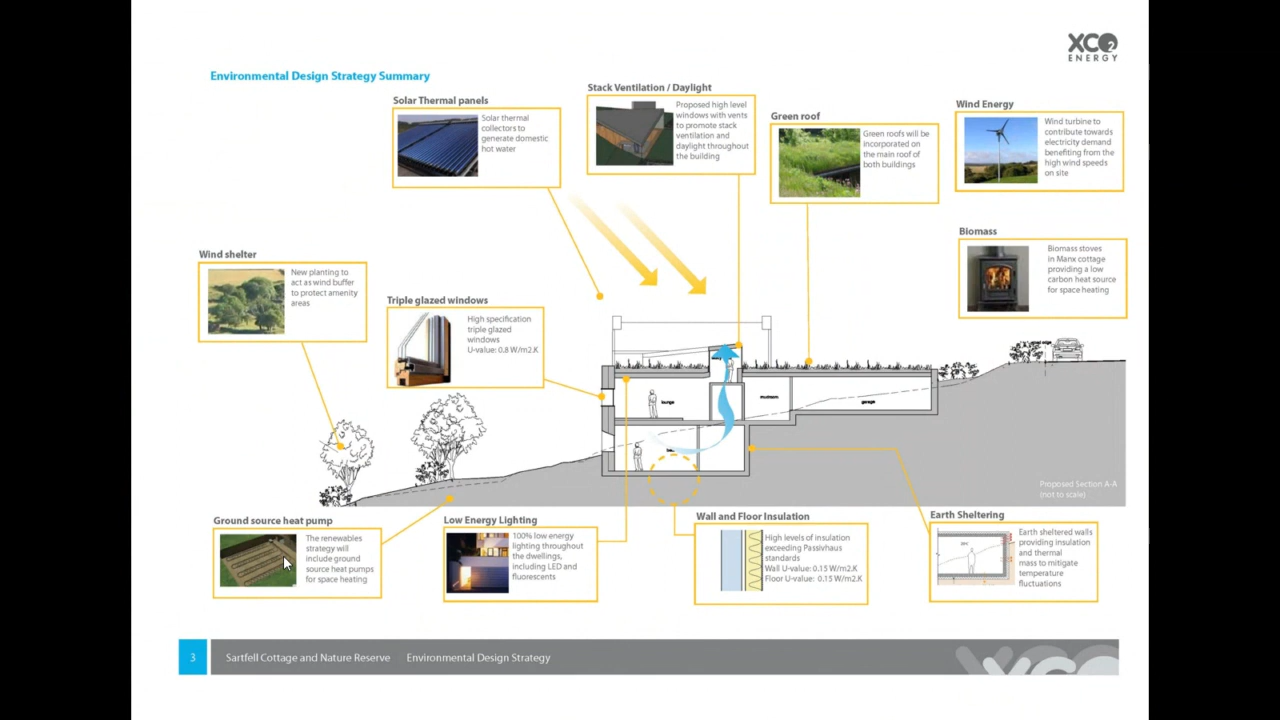 XCO2
ENERGY
Environmental Design Strategy Summary
Solar Thermal panels
Solar thermal
collectors to
generate domestic
hot water
Stack Ventilation / Daylight
Proposed high level
windows with vents
to promote stack
ventilation and
daylight throughout
the building
Green roof
Green roofs will be
incorporated on
the main roof of
both buildings
Wind Energy
Wind turbine to
contribute towards
electricity demand
benefiting from the
high wind speeds
on site
Biomass
Biomass stoves
in Manx cottage
providing a low
carbon heat source
for space heating
Wind shelter
New planting to
act as wind buffer
to protect amenity
areas
Triple glazed windows
High specification
triple glazed
windows
U-value: 0.8 W/m2.K
lounge
mudroom
garage
Proposed Section A-A
(not to scale)
Ground source heat pump
The renewables
strategy will
include ground
source heat pumps
for space heating
Low Energy Lighting
100% low energy
lighting throughout
the dwellings,
including LED and
fluorescents
Wall and Floor Insulation
High levels of insulation
exceeding Passivhaus
standards
Wall U-value: 0.15 W/m2.K
Floor U-value: 0.15 W/m2.K
Earth Sheltering
Earth sheltered walls
providing insulation
and thermal
mass to mitigate
temperature
fluctuations
3
Sartfell Cottage and Nature Reserve
Environmental Design Strategy